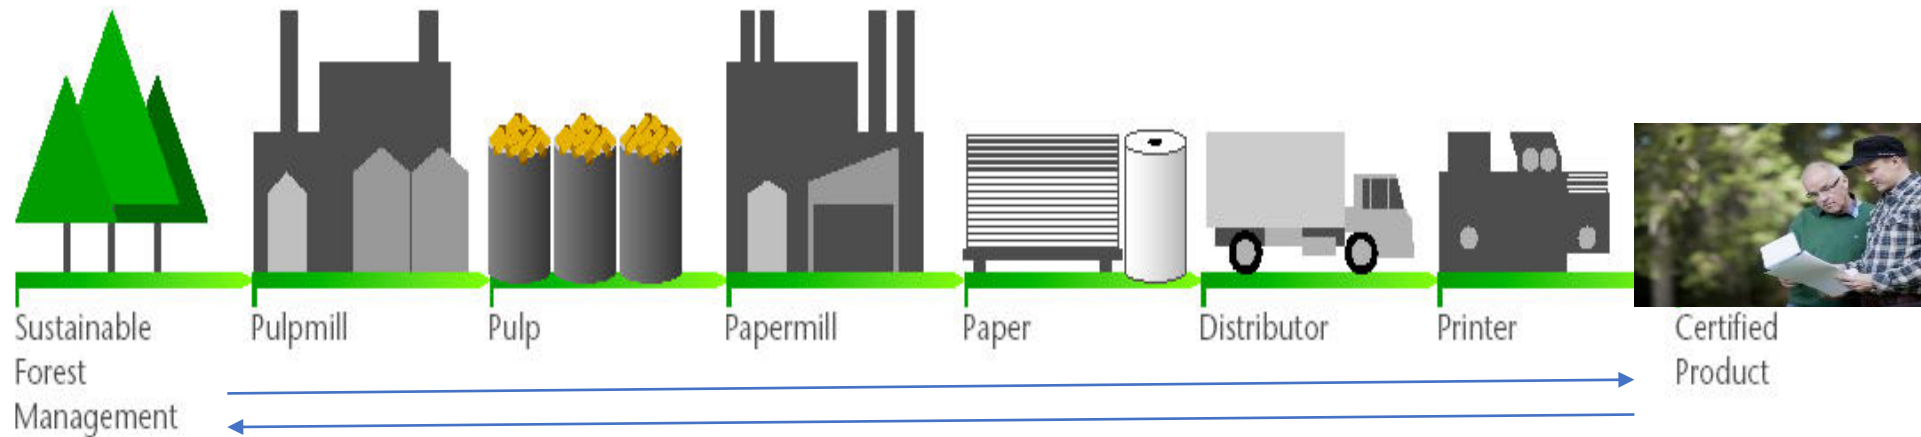 Sustainable
Forest
Management
Pulpmill
Pulp
Papermill
Paper
Distributor
Printer
Certified
Product